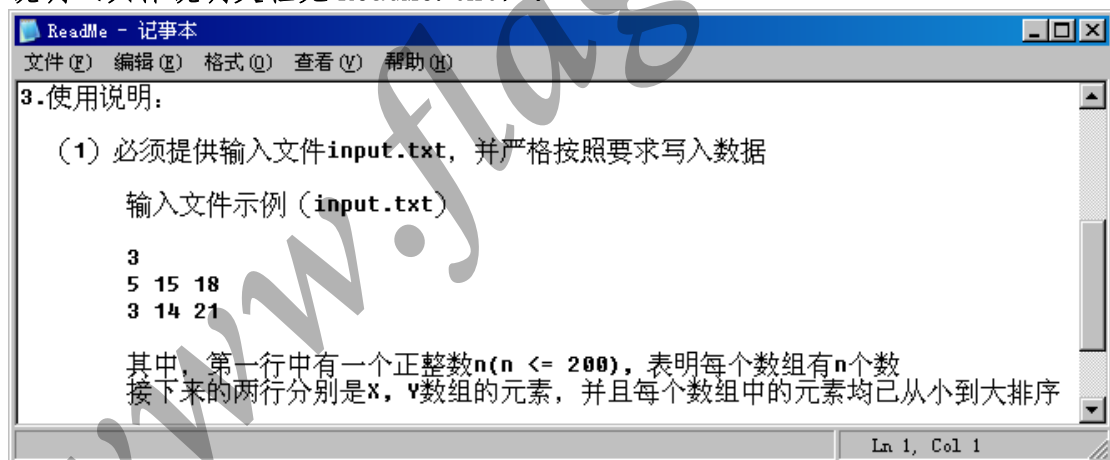 ReadMe - 记事本
文件(F) 编辑(E) 格式(O) 查看(V) 帮助(H)
3.使用说明：
（1）必须提供输入文件input.txt，并严格按照要求写入数据
输入文件示例（input.txt）
3
5 15 18
3 14 21
其中，第一行中有一个正整数n(n <= 200)，表明每个数组有n个数
接下来的两行分别是X，Y数组的元素，并且每个数组中的元素均已从小到大排序
Ln 1, Col 1
www.flag